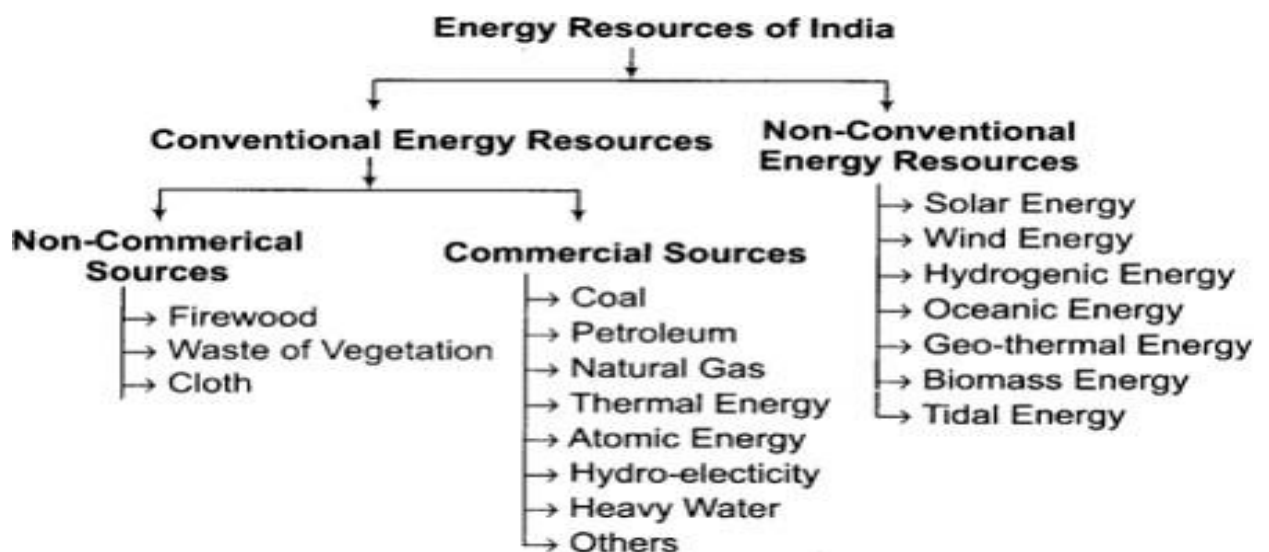 Energy Resources of India
Conventional Energy Resources
Non-Commerical
Sources
Firewood
Waste of Vegetation
Cloth
Commercial Sources
Coal
Petroleum
Natural Gas
Thermal Energy
Atomic Energy
Hydro-electicity
Heavy Water
Others
Non-Conventional
Energy Resources
Solar Energy
Wind Energy
Hydrogenic Energy
Oceanic Energy
Geo-thermal Energy
Biomass Energy
Tidal Energy